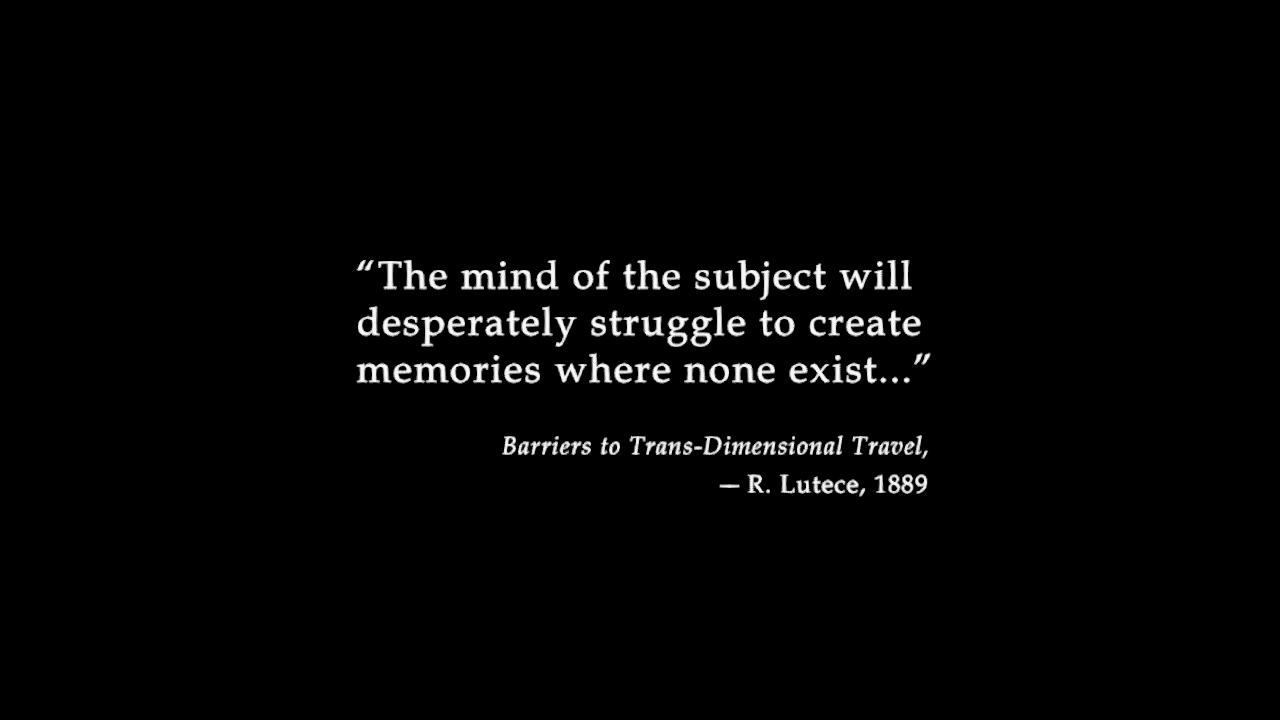 “The mind of the subject will
desperately struggle to create
memories where none exist...”
Barriers to Trans-Dimensional Travel,
— R. Lutece, 1889